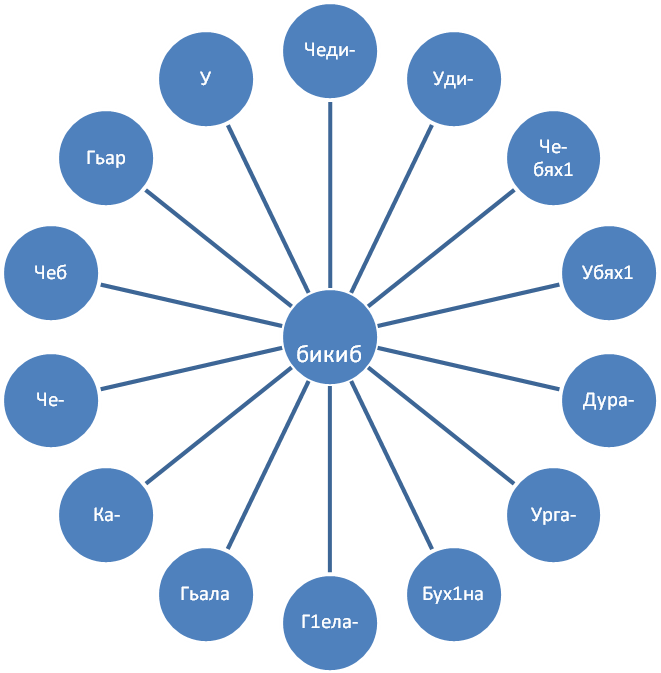 Чеди-
Уди-
Че-
бях1
Убях1
Дура-
Урга-
Бух1на
Г1ела-
Гьала
Ка-
Че-
Чеб
Гьар
У
бикиб